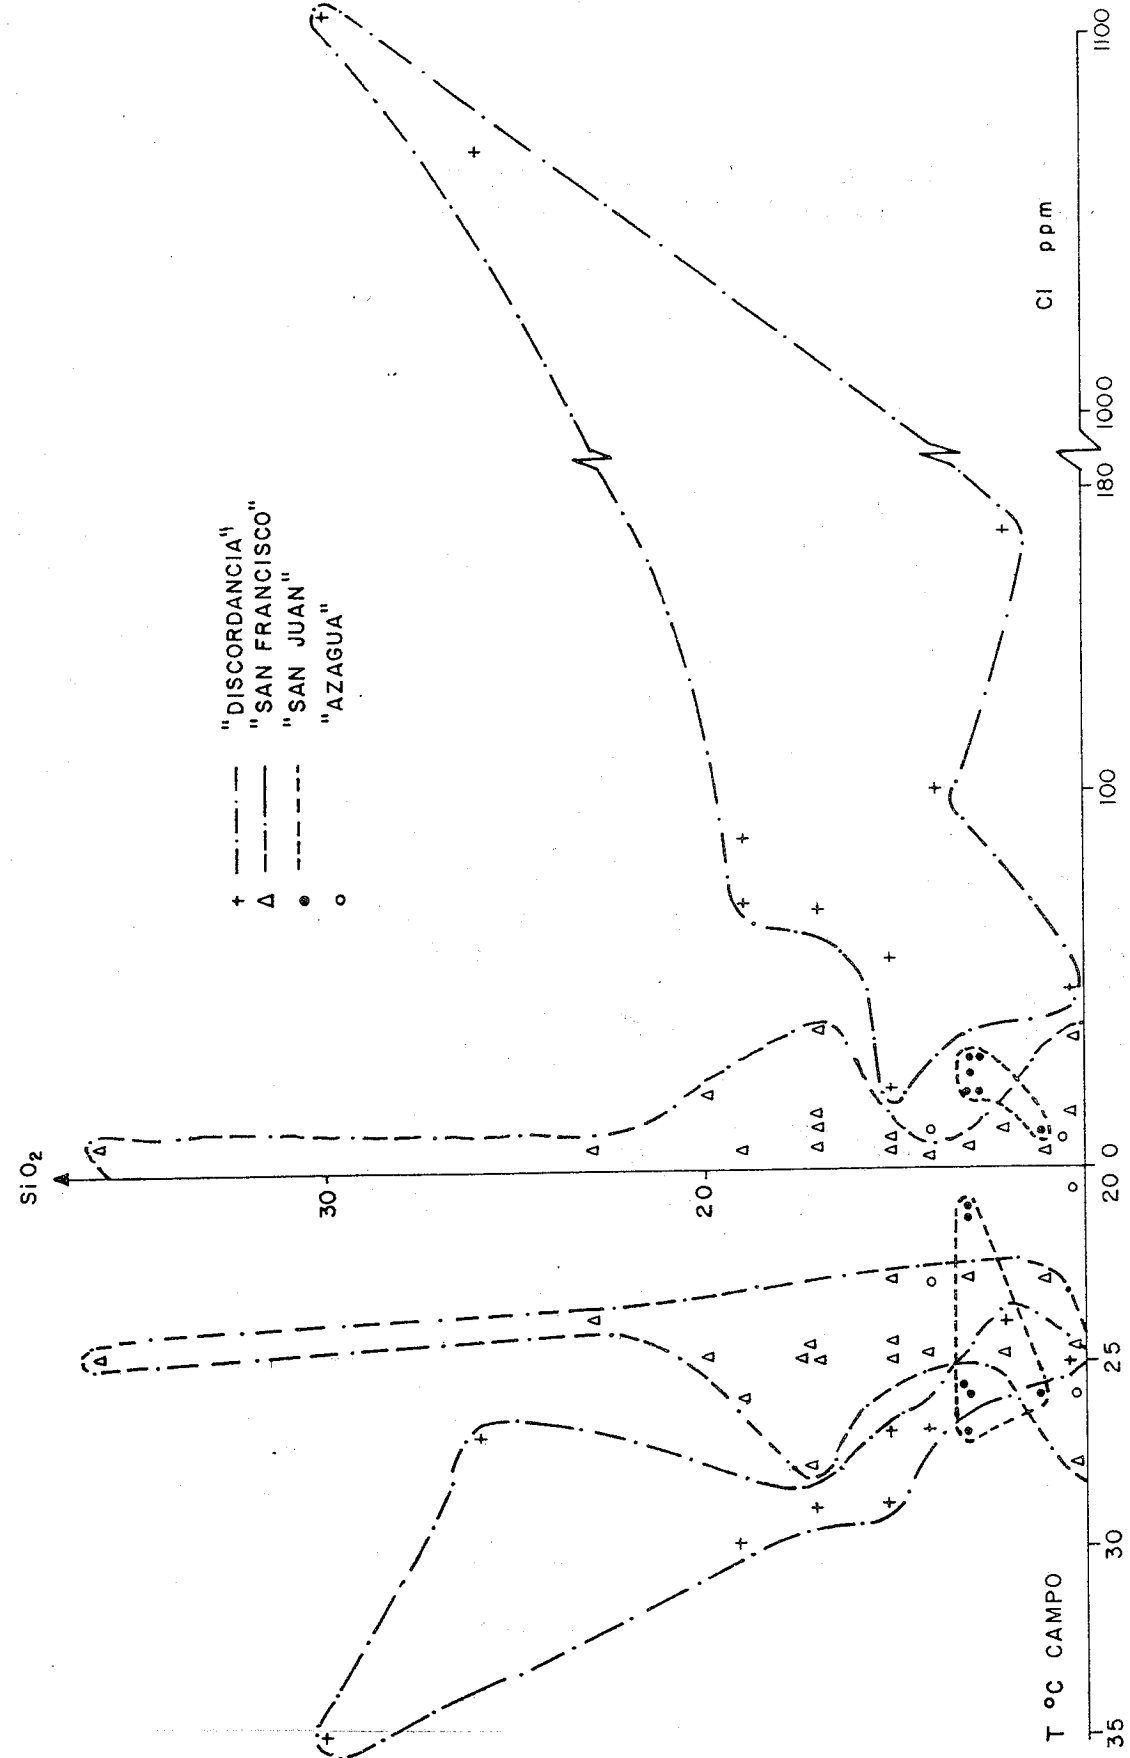 SiO2
30
20
+ "DISCORDANCIA"
Δ "SAN FRANCISCO"
● "SAN JUAN"
○ "AZAGUA"
T °C CAMPO
Cl ppm
35
30
25
20
0
100
180
1000
1100